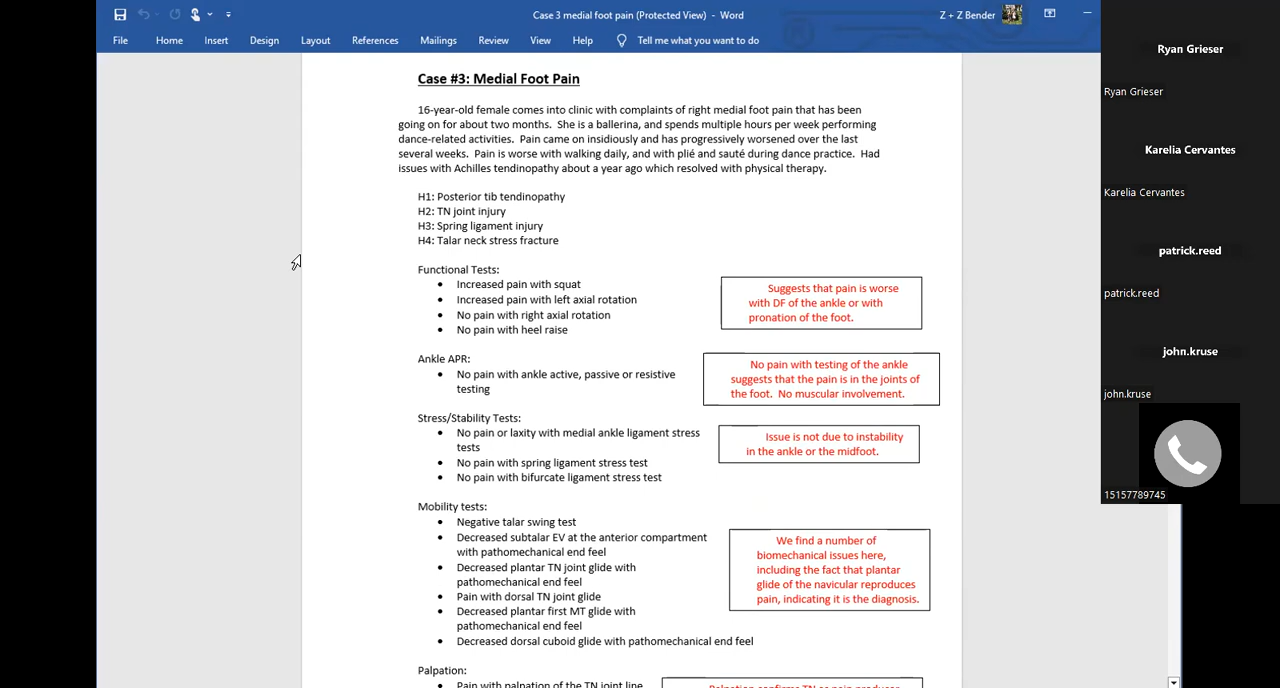 Case 3 medial foot pain (Protected View) - Word
Z + Z Bender
File Home Insert Design Layout References Mailings Review View Help Tell me what you want to do
Case #3: Medial Foot Pain
16-year-old female comes into clinic with complaints of right medial foot pain that has been
going on for about two months. She is a ballerina, and spends multiple hours per week performing
dance-related activities. Pain came on insidiously and has progressively worsened over the last
several weeks. Pain is worse with walking daily, and with plié and sauté during dance practice. Had
issues with Achilles tendinopathy about a year ago which resolved with physical therapy.
H1: Posterior tib tendinopathy
H2: TN joint injury
H3: Spring ligament injury
H4: Talar neck stress fracture
Functional Tests:
• Increased pain with squat
• Increased pain with left axial rotation
• No pain with right axial rotation
• No pain with heel raise
Suggests that pain is worse
with DF of the ankle or with
pronation of the foot.
Ankle APR:
• No pain with ankle active, passive or resistive
testing
No pain with testing of the ankle
suggests that the pain is in the joints of
the foot. No muscular involvement.
Stress/Stability Tests:
• No pain or laxity with medial ankle ligament stress
tests
• No pain with spring ligament stress test
• No pain with bifurcate ligament stress test
Issue is not due to instability
in the ankle or the midfoot.
Mobility tests:
• Negative talar swing test
• Decreased subtalar EV at the anterior compartment
with pathomechanical end feel
• Decreased plantar TN joint glide with
pathomechanical end feel
• Pain with dorsal TN joint glide
• Decreased plantar first MT glide with
pathomechanical end feel
• Decreased dorsal cuboid glide with pathomechanical end feel
We find a number of
biomechanical issues here,
including the fact that plantar
glide of the navicular reproduces
pain, indicating it is the diagnosis.
Palpation:
• Pain with palpation of the TN joint line
Palpation confirms TN as pain producer
Ryan Grieser
Ryan Grieser
Karelia Cervantes
Karelia Cervantes
patrick.reed
patrick.reed
john.kruse
john.kruse
15157789745